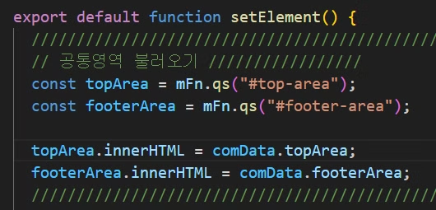 export default function setElement() {
//////////////////////////////////////////////
// 공통영역 불러오기 /////////////////
const topArea = mFn.qs("#top-area");
const footerArea = mFn.qs("#footer-area");
topArea.innerHTML = comData.topArea;
footerArea.innerHTML = comData.footerArea;
//////////////////////////////////////////////